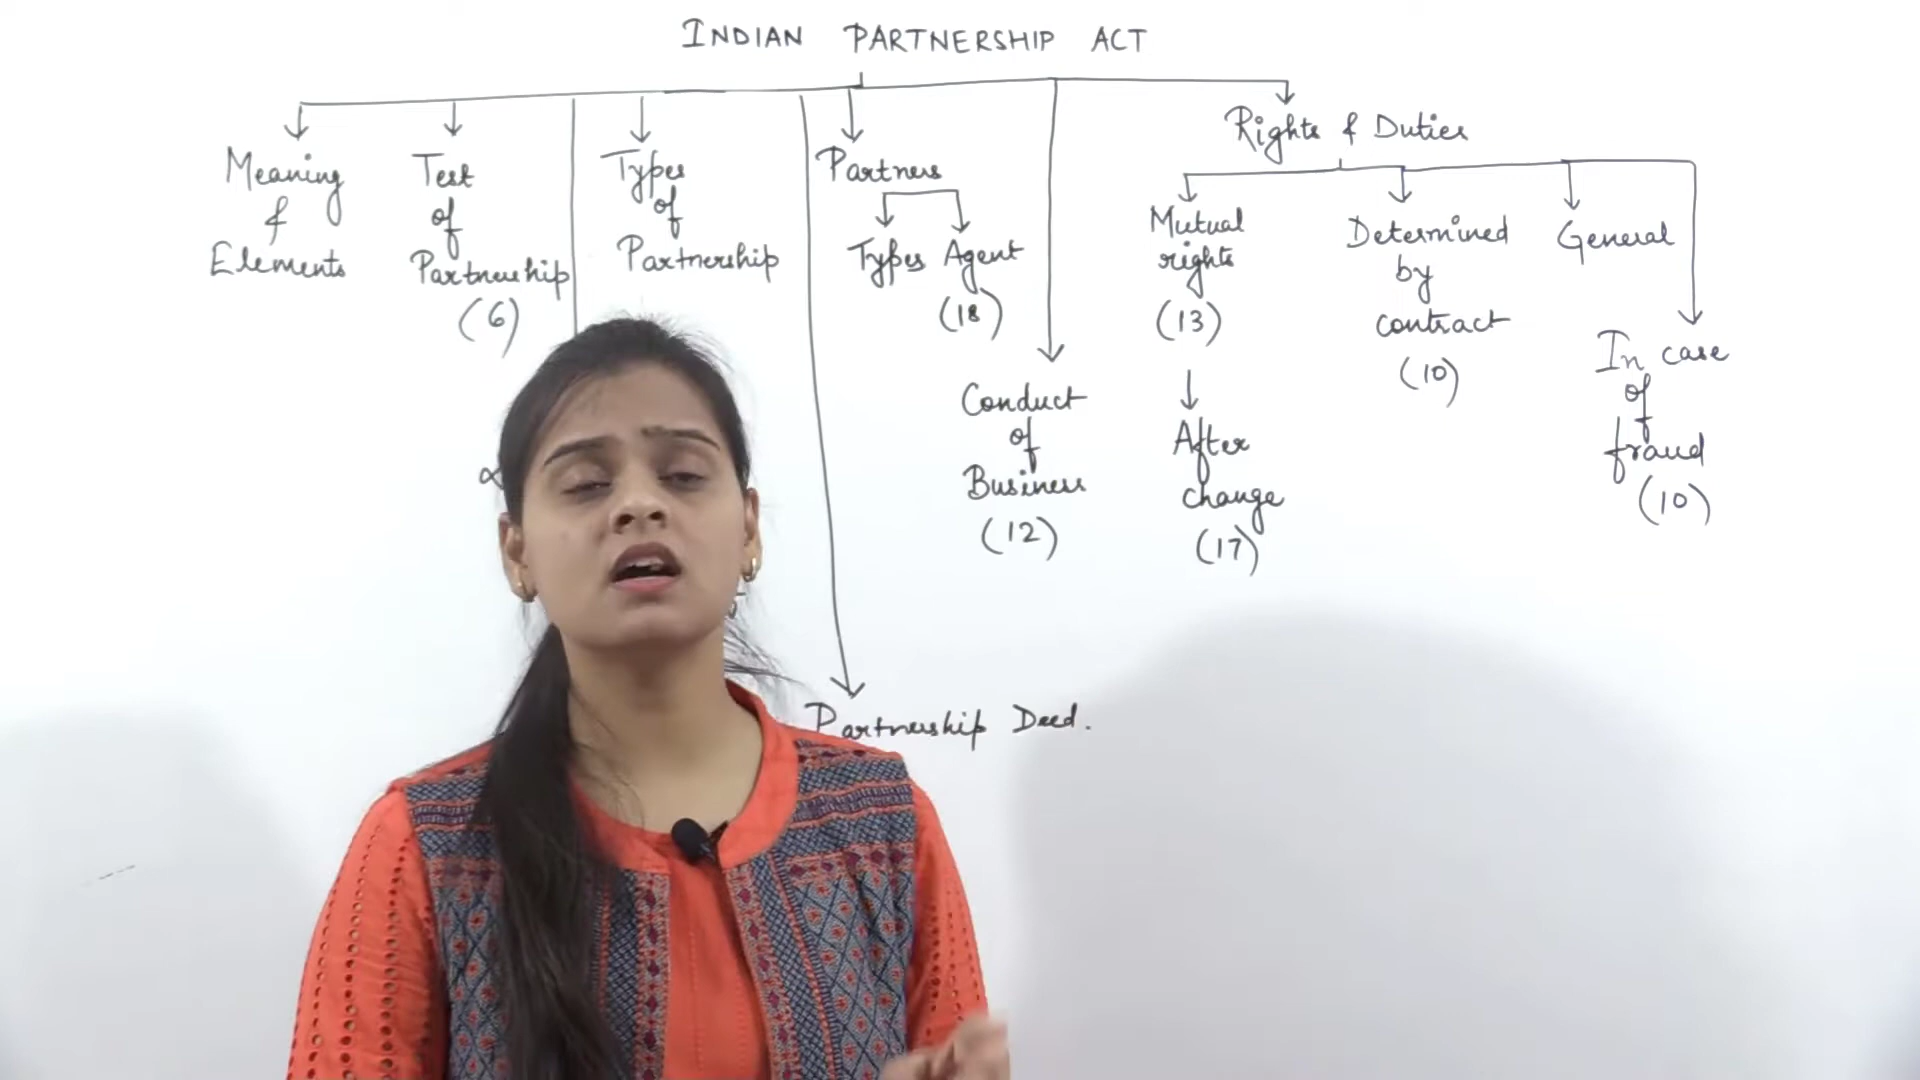 INDIAN PARTNERSHIP ACT
Meaning
&
Elements
Test
of
Partnership
(6)
Types
of
Partnership
Partners
Types Agent
(18)
Conduct
of
Business
(12)
Partnership Deed.
Rights & Duties
Mutual
rights
(13)
After
change
(17)
Determined
by
contract
(10)
General
In case
of
fraud
(10)